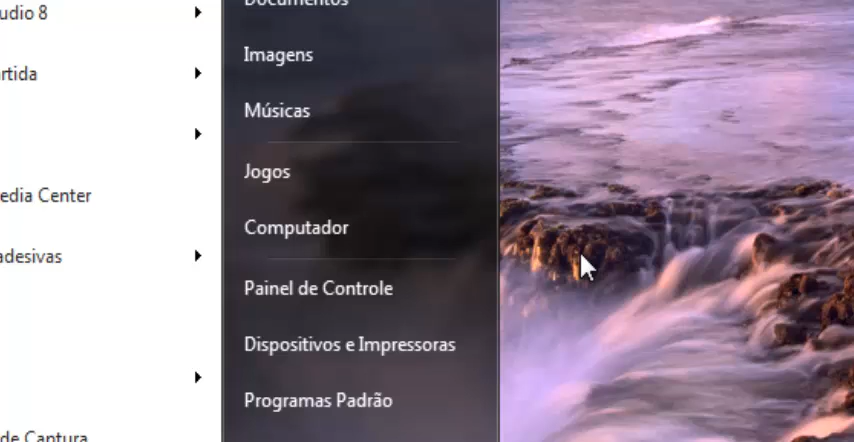 udio 8
rtida
edia Center
adesivas
de Captura
Documentos
Imagens
Músicas
Jogos
Computador
Painel de Controle
Dispositivos e Impressoras
Programas Padrão